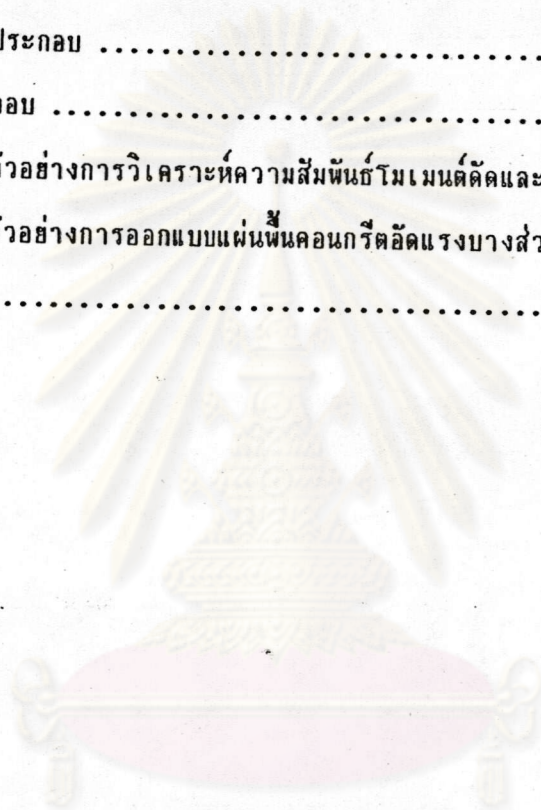 ประกอบ ..............................
อบ .................................
ัวอย่างการวิเคราะห์ความสัมพันธ์โมเมนต์ดัดและ
ัวอย่างการออกแบบแผ่นพื้นคอนกรีตอัดแรงบางส่ว
....................................